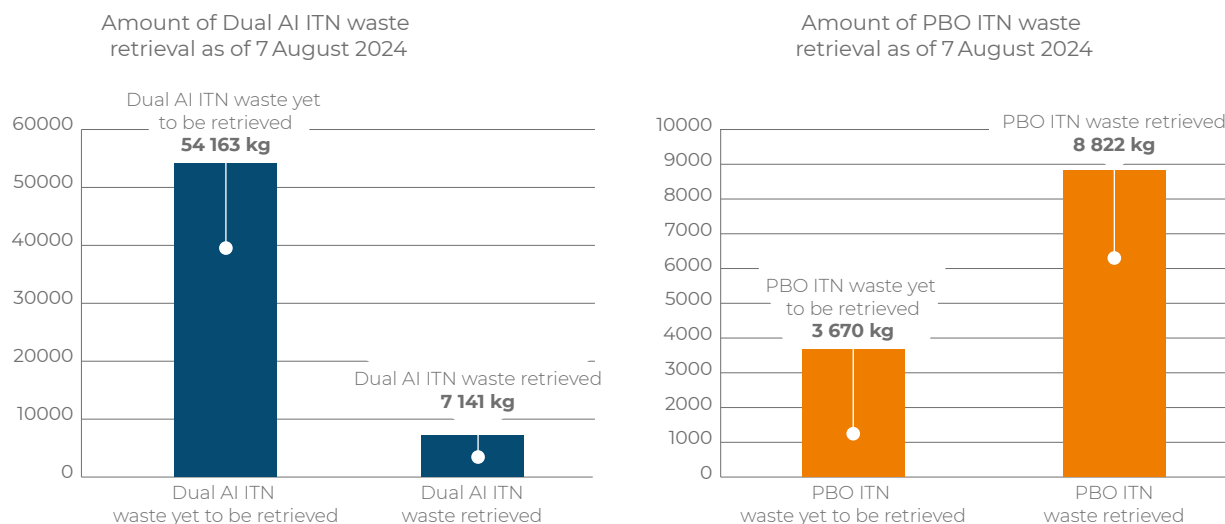 Amount of Dual AI ITN waste
retrieval as of 7 August 2024
Dual AI ITN waste yet
to be retrieved
54 163 kg
60000
50000
40000
30000
20000
10000
0
Dual AI ITN waste retrieved
7 141 kg
Dual AI ITN
waste yet to be retrieved
Dual AI ITN
waste retrieved
Amount of PBO ITN waste
retrieval as of 7 August 2024
PBO ITN waste retrieved
8 822 kg
10000
9000
8000
7000
6000
5000
4000
3000
2000
1000
0
PBO ITN waste yet
to be retrieved
3 670 kg
PBO ITN
waste yet to be retrieved
PBO ITN
waste retrieved